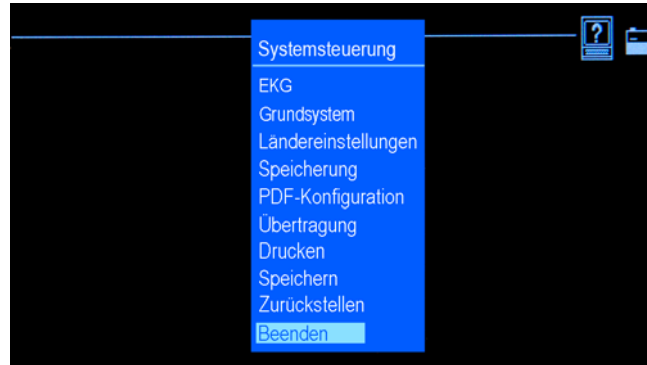 Systemsteuerung
EKG
Grundsystem
Ländereinstellungen
Speicherung
PDF-Konfiguration
Übertragung
Drucken
Speichern
Zurückstellen
Beenden
?